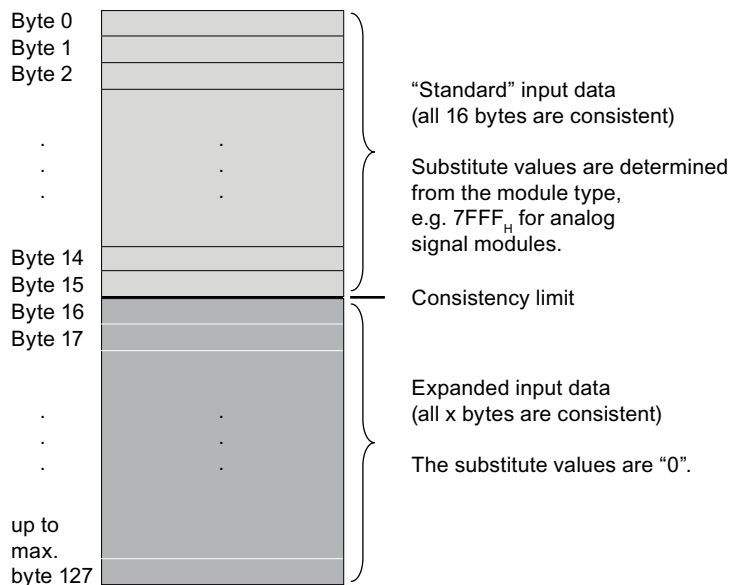 Byte 0
Byte 1
Byte 2
.
.
.
.
.
.
Byte 14
Byte 15
Byte 16
Byte 17
.
.
.
.
.
.
up to
max.
byte 127
“Standard” input data
(all 16 bytes are consistent)
Substitute values are determined
from the module type,
e.g. 7FFFH for analog
signal modules.
Consistency limit
Expanded input data
(all x bytes are consistent)
The substitute values are “0”.